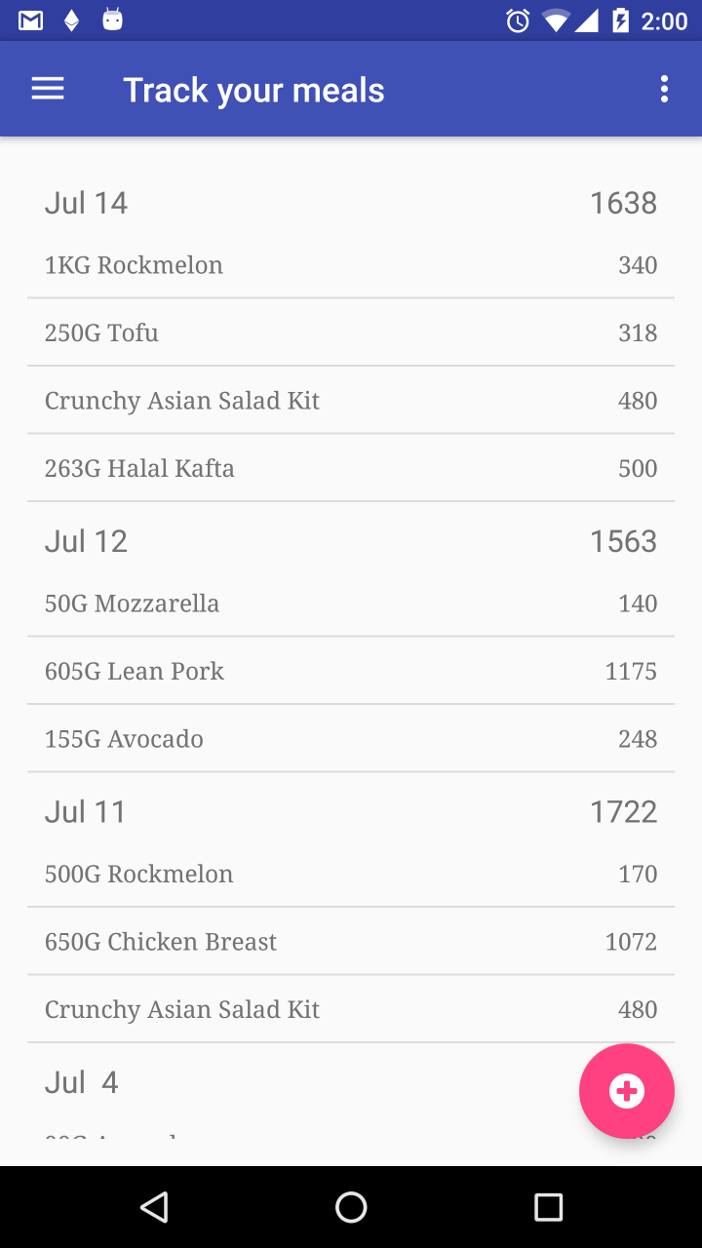 2:00
Track your meals
Jul 14 1638
1KG Rockmelon 340
250G Tofu 318
Crunchy Asian Salad Kit 480
263G Halal Kafta 500
Jul 12 1563
50G Mozzarella 140
605G Lean Pork 1175
155G Avocado 248
Jul 11 1722
500G Rockmelon 170
650G Chicken Breast 1072
Crunchy Asian Salad Kit 480
Jul 4